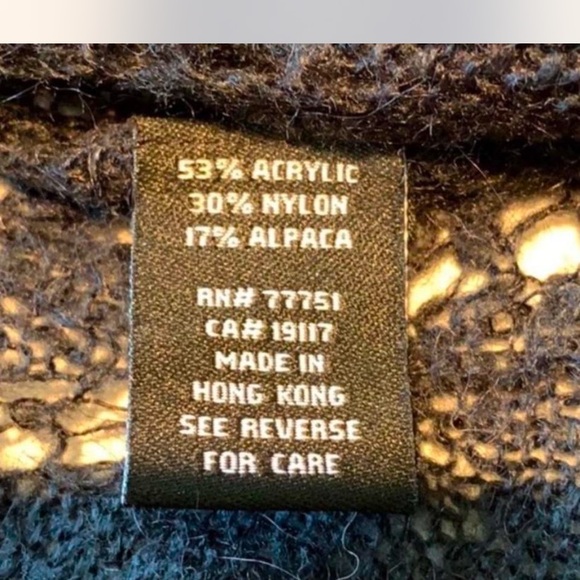 53% ACRYLIC
30% NYLON
17% ALPACA
RN# 77751
CA# 19117
MADE IN
HONG KONG
SEE REVERSE
FOR CARE